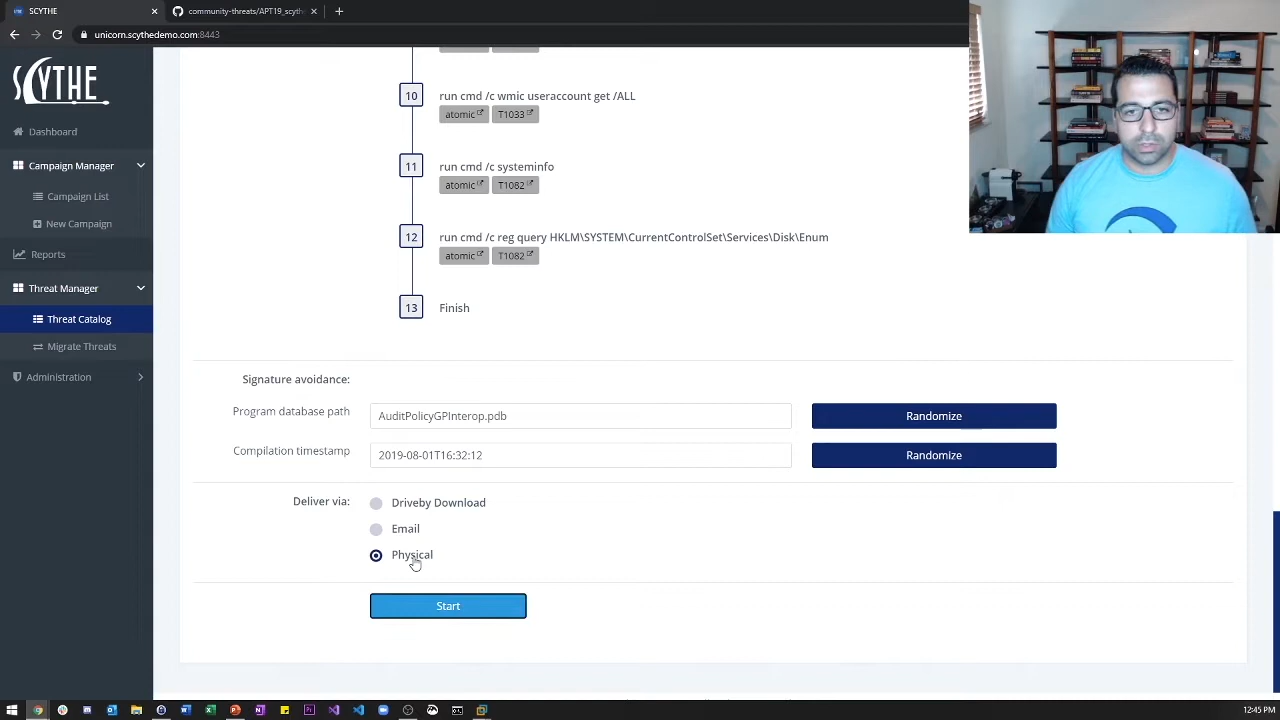 SCYTHE
community-threats/APT19_scythe
unicorn.scythedemo.com:8443
SCYTHE
Dashboard
Campaign Manager
Campaign List
New Campaign
Reports
Threat Manager
Threat Catalog
Migrate Threats
Administration
10 run cmd /c wmic useraccount get /ALL
atomic T1033
11 run cmd /c systeminfo
atomic T1082
12 run cmd /c reg query HKLM\SYSTEM\CurrentControlSet\Services\Disk\Enum
atomic T1082
13 Finish
Signature avoidance:
Program database path AuditPolicyGPInterop.pdb Randomize
Compilation timestamp 2019-08-01T16:32:12 Randomize
Deliver via: Driveby Download
Email
Physical
Start
12:45 PM